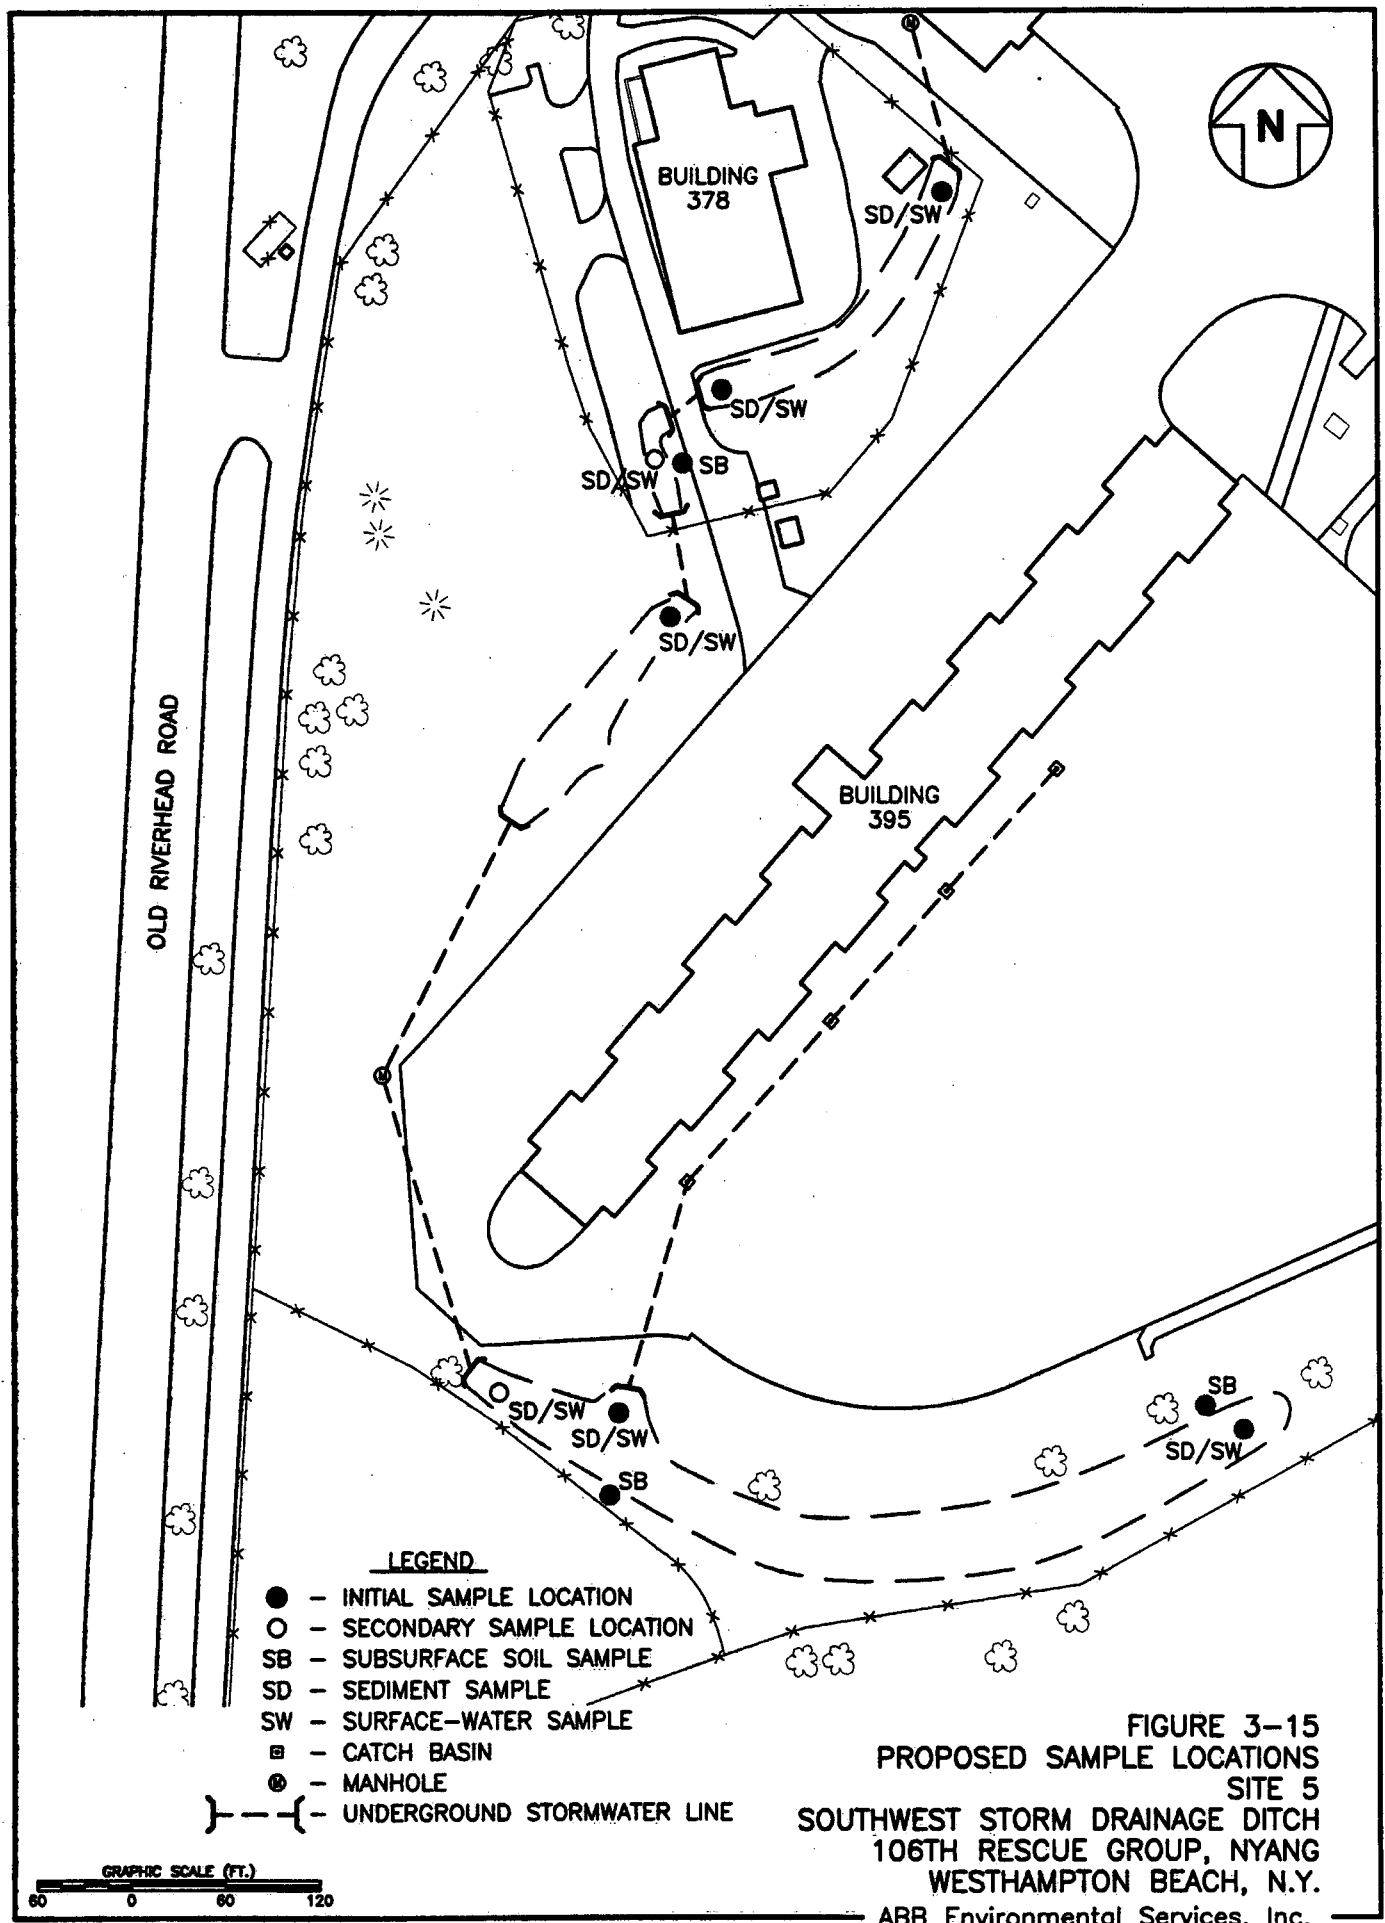 N
BUILDING
378
SD/SW
SD/SW
SD/SW
SB
SD/SW
OLD RIVERHEAD ROAD
BUILDING
395
SB
SD/SW
SD/SW
SD/SW
SB
LEGEND
● – INITIAL SAMPLE LOCATION
○ – SECONDARY SAMPLE LOCATION
SB – SUBSURFACE SOIL SAMPLE
SD – SEDIMENT SAMPLE
SW – SURFACE-WATER SAMPLE
– CATCH BASIN
M – MANHOLE
– UNDERGROUND STORMWATER LINE
GRAPHIC SCALE (FT.)
60 0 60 120
FIGURE 3-15
PROPOSED SAMPLE LOCATIONS
SITE 5
SOUTHWEST STORM DRAINAGE DITCH
106TH RESCUE GROUP, NYANG
WESTHAMPTON BEACH, N.Y.
ABB Environmental Services, Inc.